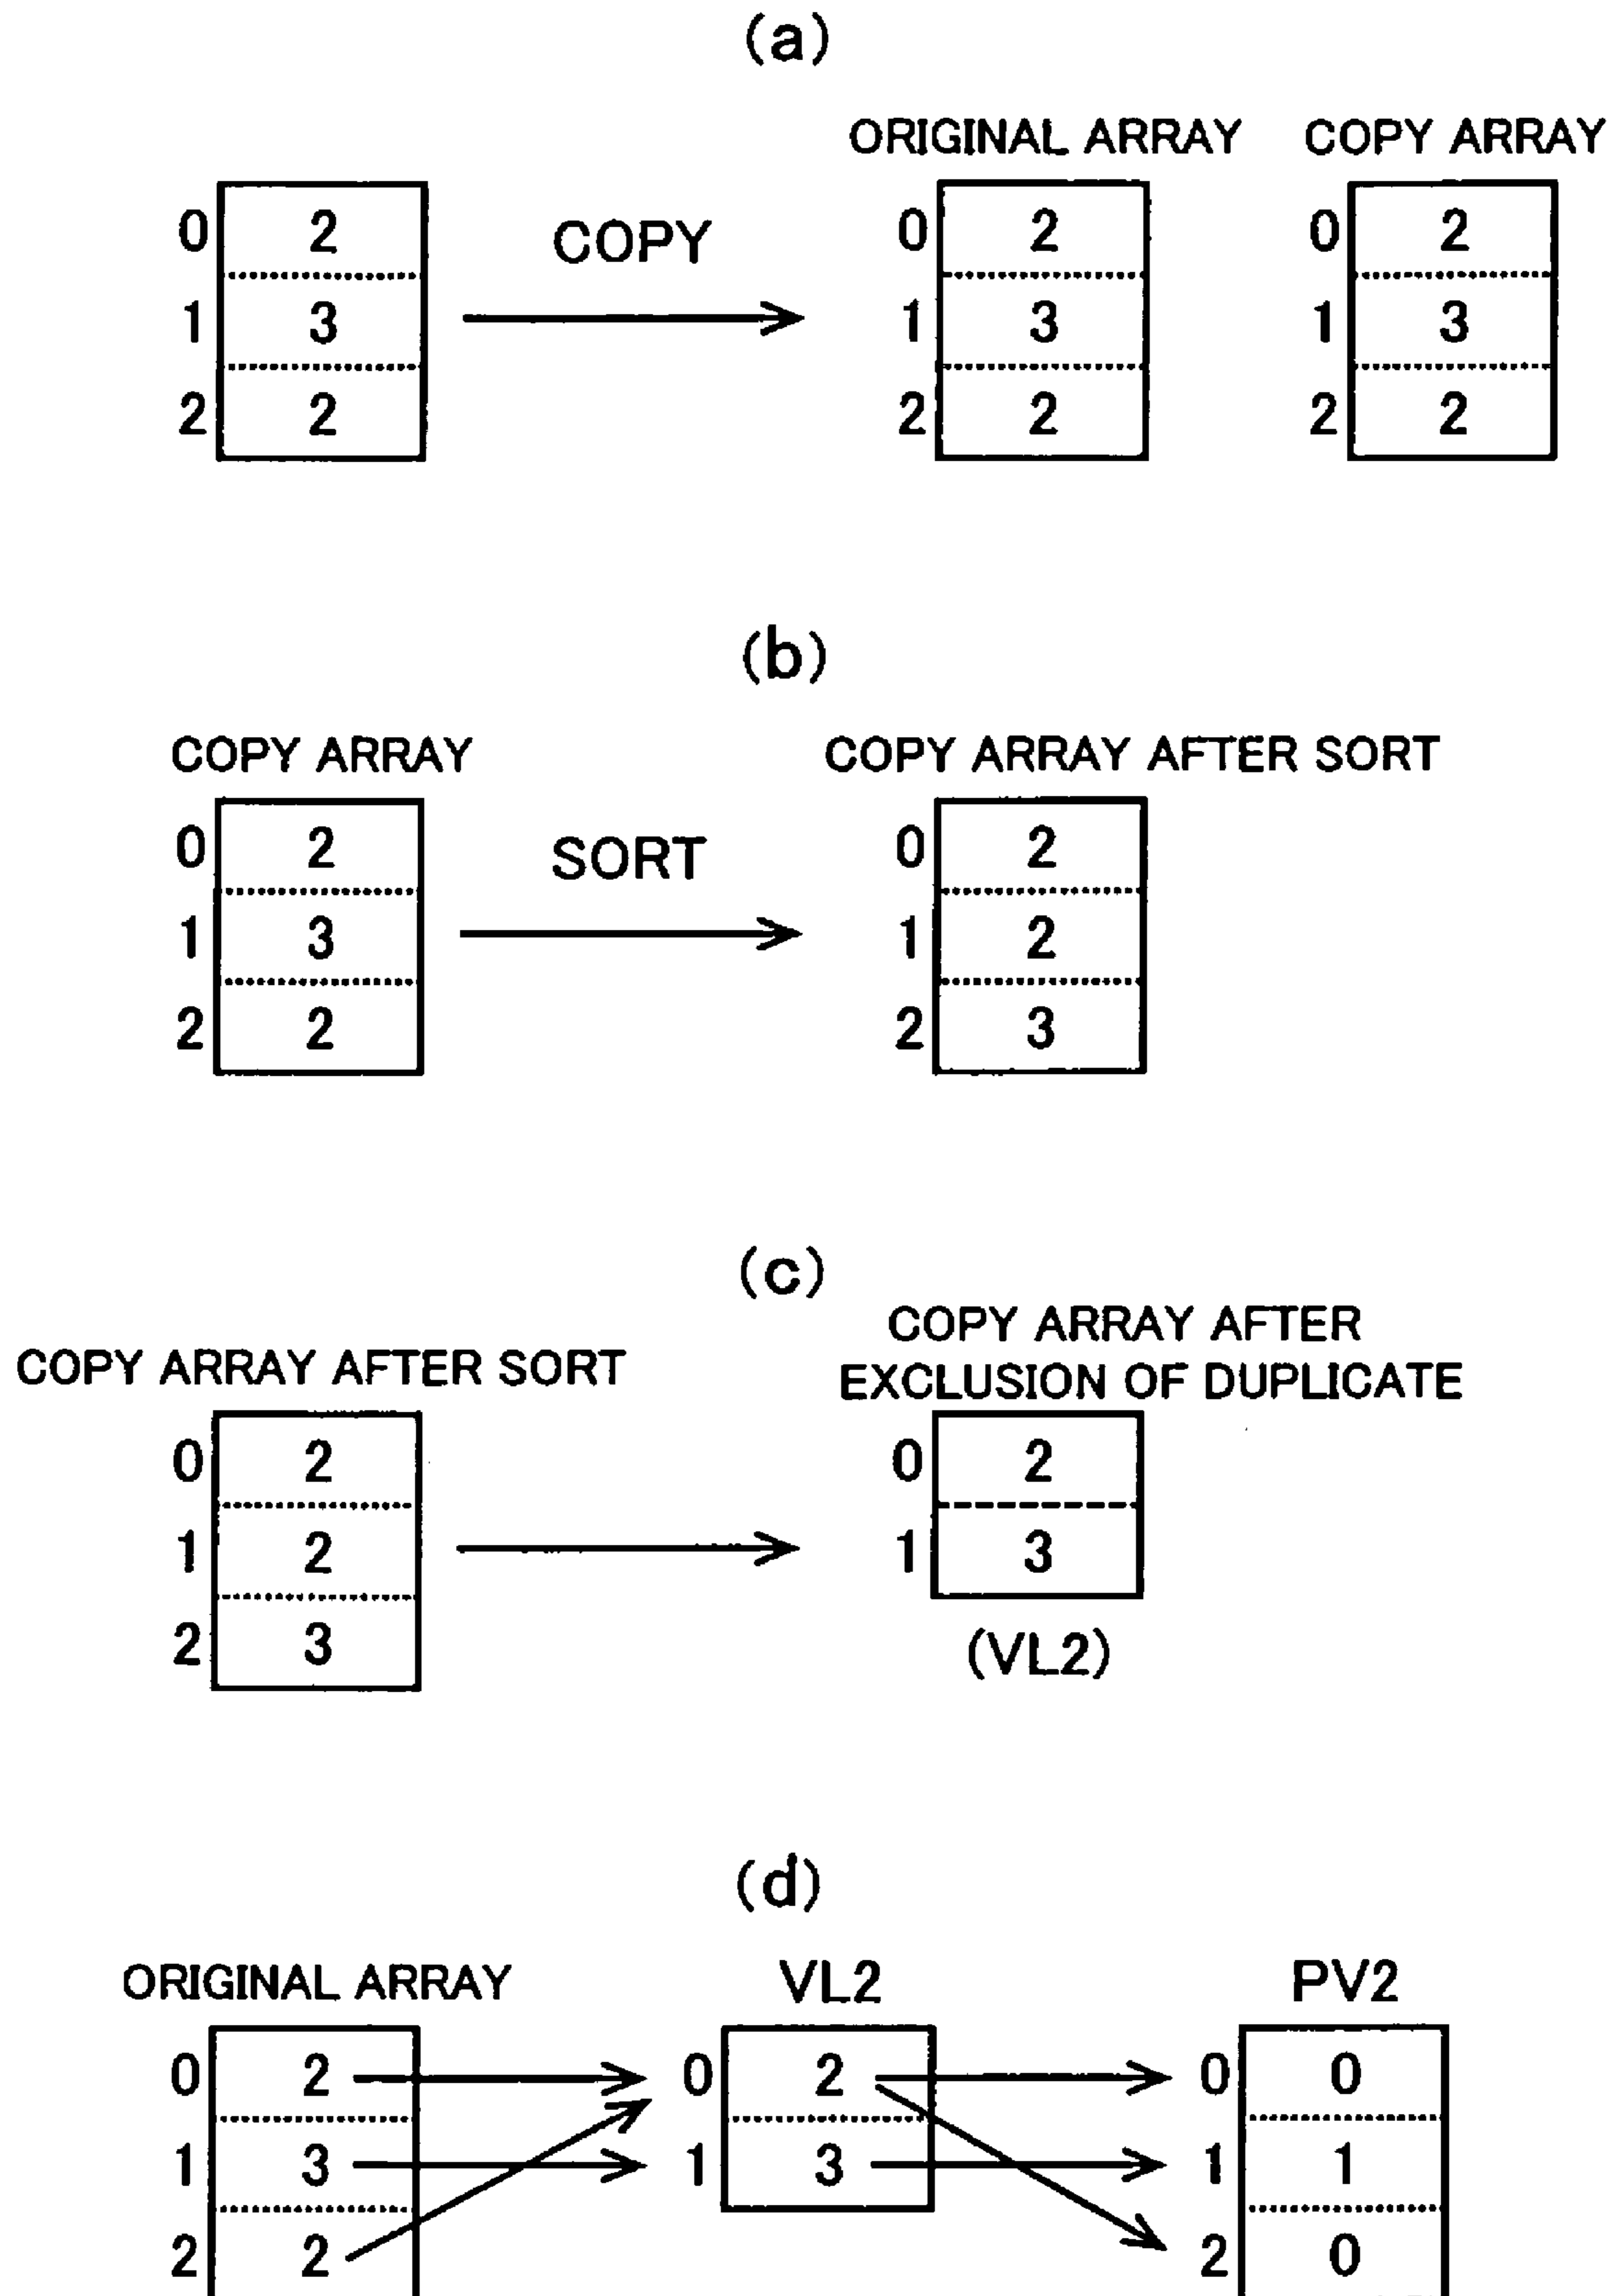 (a)
ORIGINAL ARRAY COPY ARRAY
0 2 COPY 0 2 0 2
1 3 1 3 1 3
2 2 2 2 2 2
(b)
COPY ARRAY COPY ARRAY AFTER SORT
0 2 SORT 0 2
1 3 1 2
2 2 2 3
(c)
COPY ARRAY AFTER
COPY ARRAY AFTER SORT EXCLUSION OF DUPLICATE
0 2 0 2
1 2 1 3
2 3 (VL2)
(d)
ORIGINAL ARRAY VL2 PV2
0 2 0 2 0 0
1 3 1 3 1 1
2 2 2 0